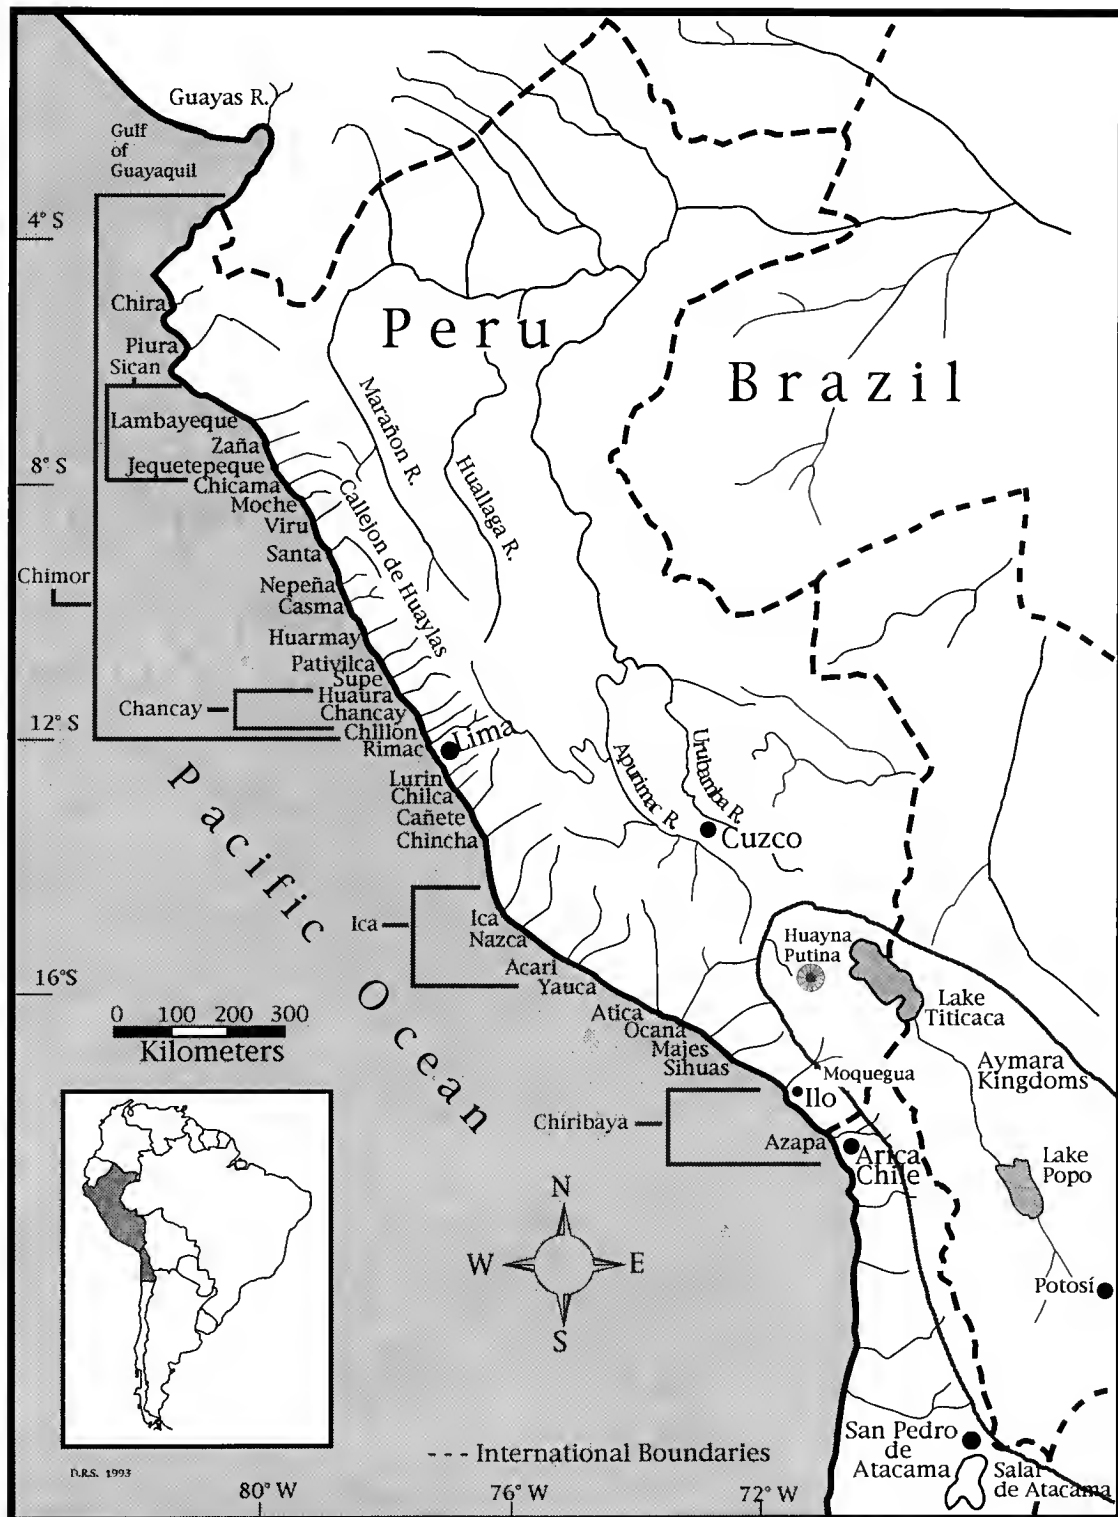 Guayas R.
Gulf
of
Guayaquil
4° S
Chira
Peru
Piura
Sican
Brazil
Marañon R.
Lambayeque
Zaña
8° S
Jequetepeque
Hualla​ga R.
Chicama
Callejon de Huaylas
Moche
Viru
Santa
Chimor
Nepeña
Casma
Huarmay
Pativilca
Supe
Huaura
Chancay
Chancay
12° S
Chillon
Lima
Rimac
Urubamba R.
Apurimac R.
Lurin
Chilca
Cañete
Chincha
Cuzco
Pacific Ocean
Ica
Ica
Nazca
Huayna
Putina
Acari
Yauca
16°S
Lake
Titicaca
Atica
Ocana
Majes
Sihuas
0 100 200 300
Kilometers
Aymara
Kingdoms
Moquegua
Ilo
Chiribaya
Azapa
Arica
Chile
Lake
Popo
N
W
E
S
Potosí
San Pedro
de
Atacama
Salar
de Atacama
--- International Boundaries
D.R.S. 1993
80° W
76° W
72° W